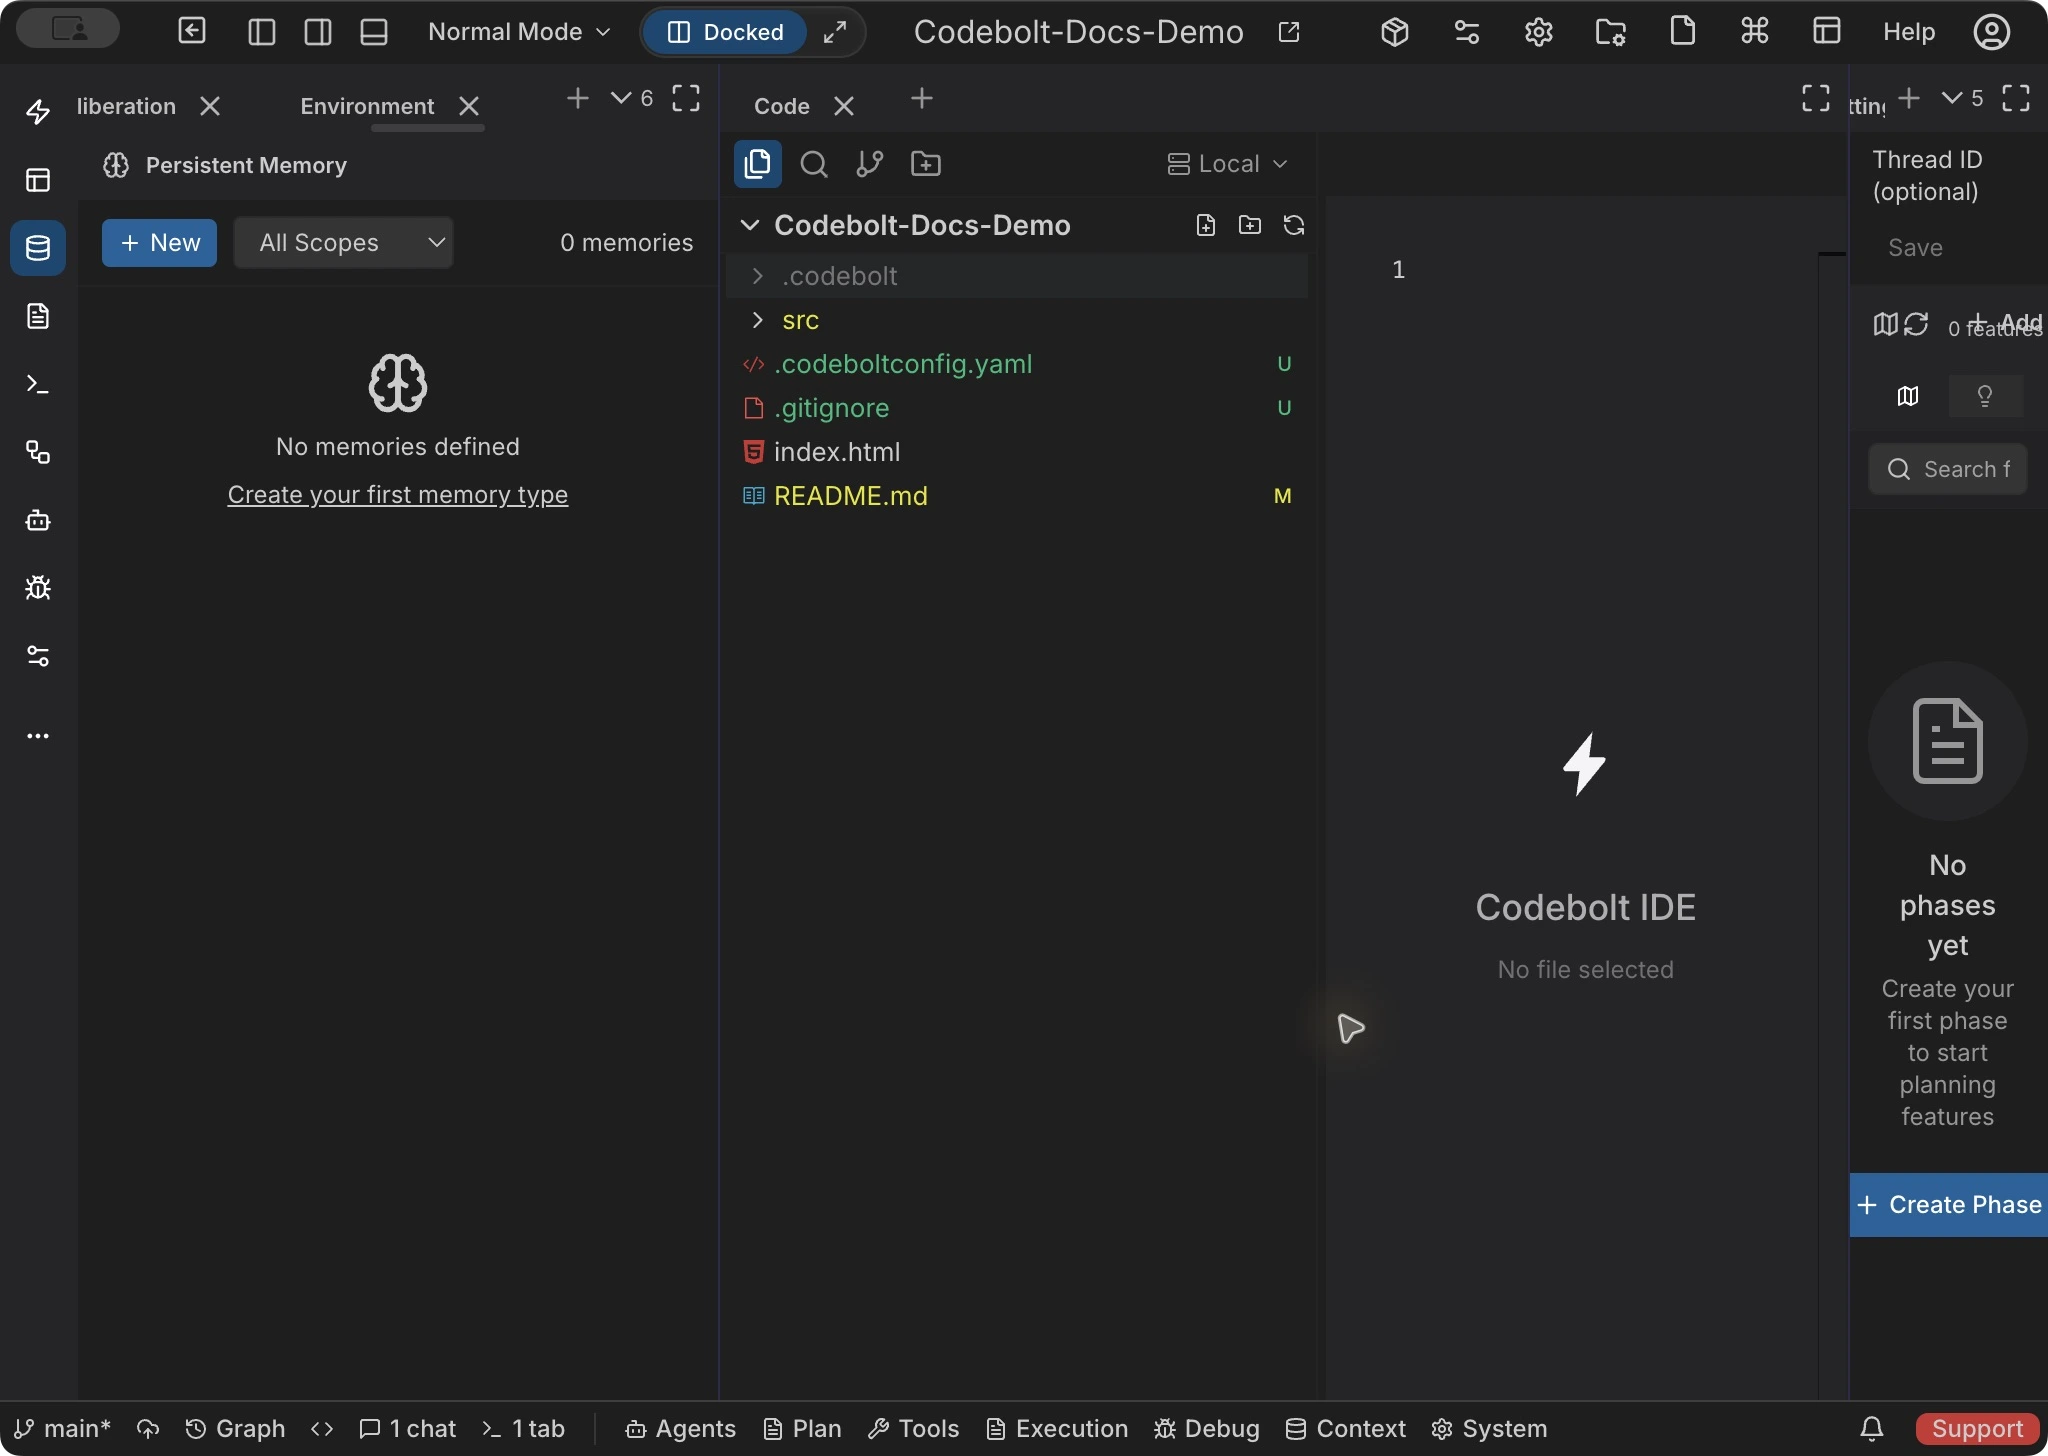 Normal Mode
Docked
Codebolt-Docs-Demo
Help
liberation
Environment
6
Code
5
Persistent Memory
New
All Scopes
0 memories
No memories defined
Create your first memory type
Local
Codebolt-Docs-Demo
.codebolt
src
.codeboltconfig.yaml U
.gitignore U
index.html
README.md M
1
Codebolt IDE
No file selected
Thread ID
(optional)
Save
0 features
Add
Search f
No
phases
yet
Create your
first phase
to start
planning
features
Create Phase
main*
Graph
1 chat
1 tab
Agents
Plan
Tools
Execution
Debug
Context
System
Support